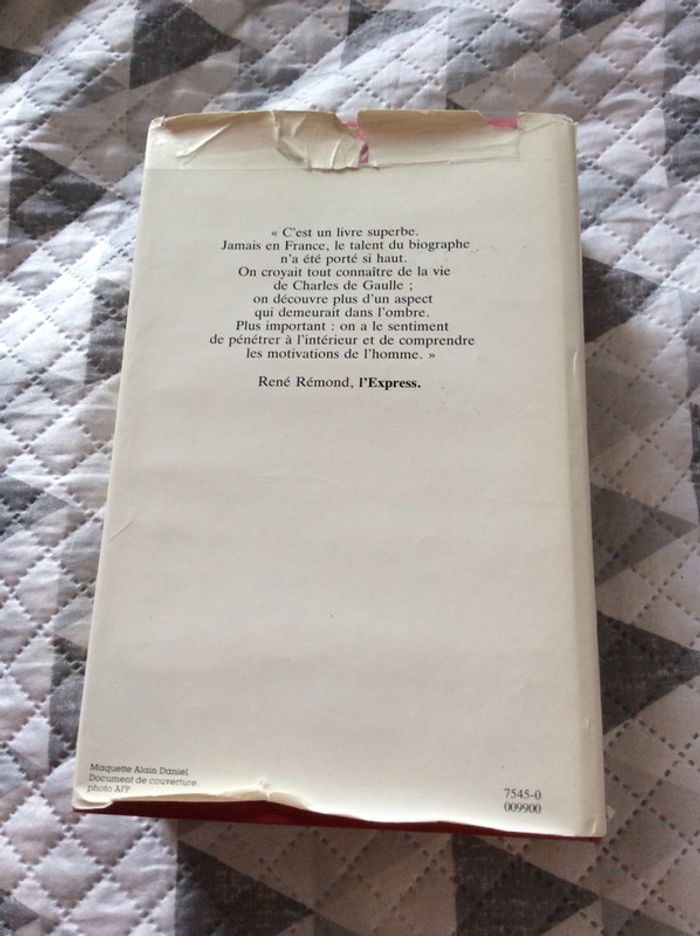 « C'est un livre superbe.
Jamais en France, le talent du biographe
n'a été porté si haut.
On croyait tout connaître de la vie
de Charles de Gaulle ;
on découvre plus d'un aspect
qui demeurait dans l'ombre.
Plus important : on a le sentiment
de pénétrer à l'intérieur et de comprendre
les motivations de l'homme. »
René Rémond, l'Express.
Maquette Alain Daniel
Document de couverture
photo AFP
7545-0
009900